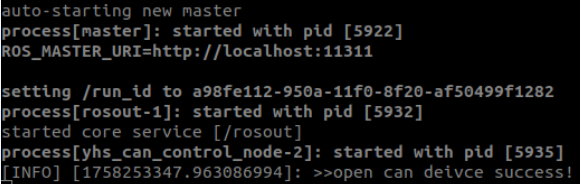 auto-starting new master
process[master]: started with pid [5922]
ROS_MASTER_URI=http://localhost:11311
setting /run_id to a98fe112-950a-11f0-8f20-af50499f1282
process[rosout-1]: started with pid [5932]
started core service [/rosout]
process[yhs_can_control_node-2]: started with pid [5935]
[INFO] [1758253347.963086994]: >>open can deivce success!